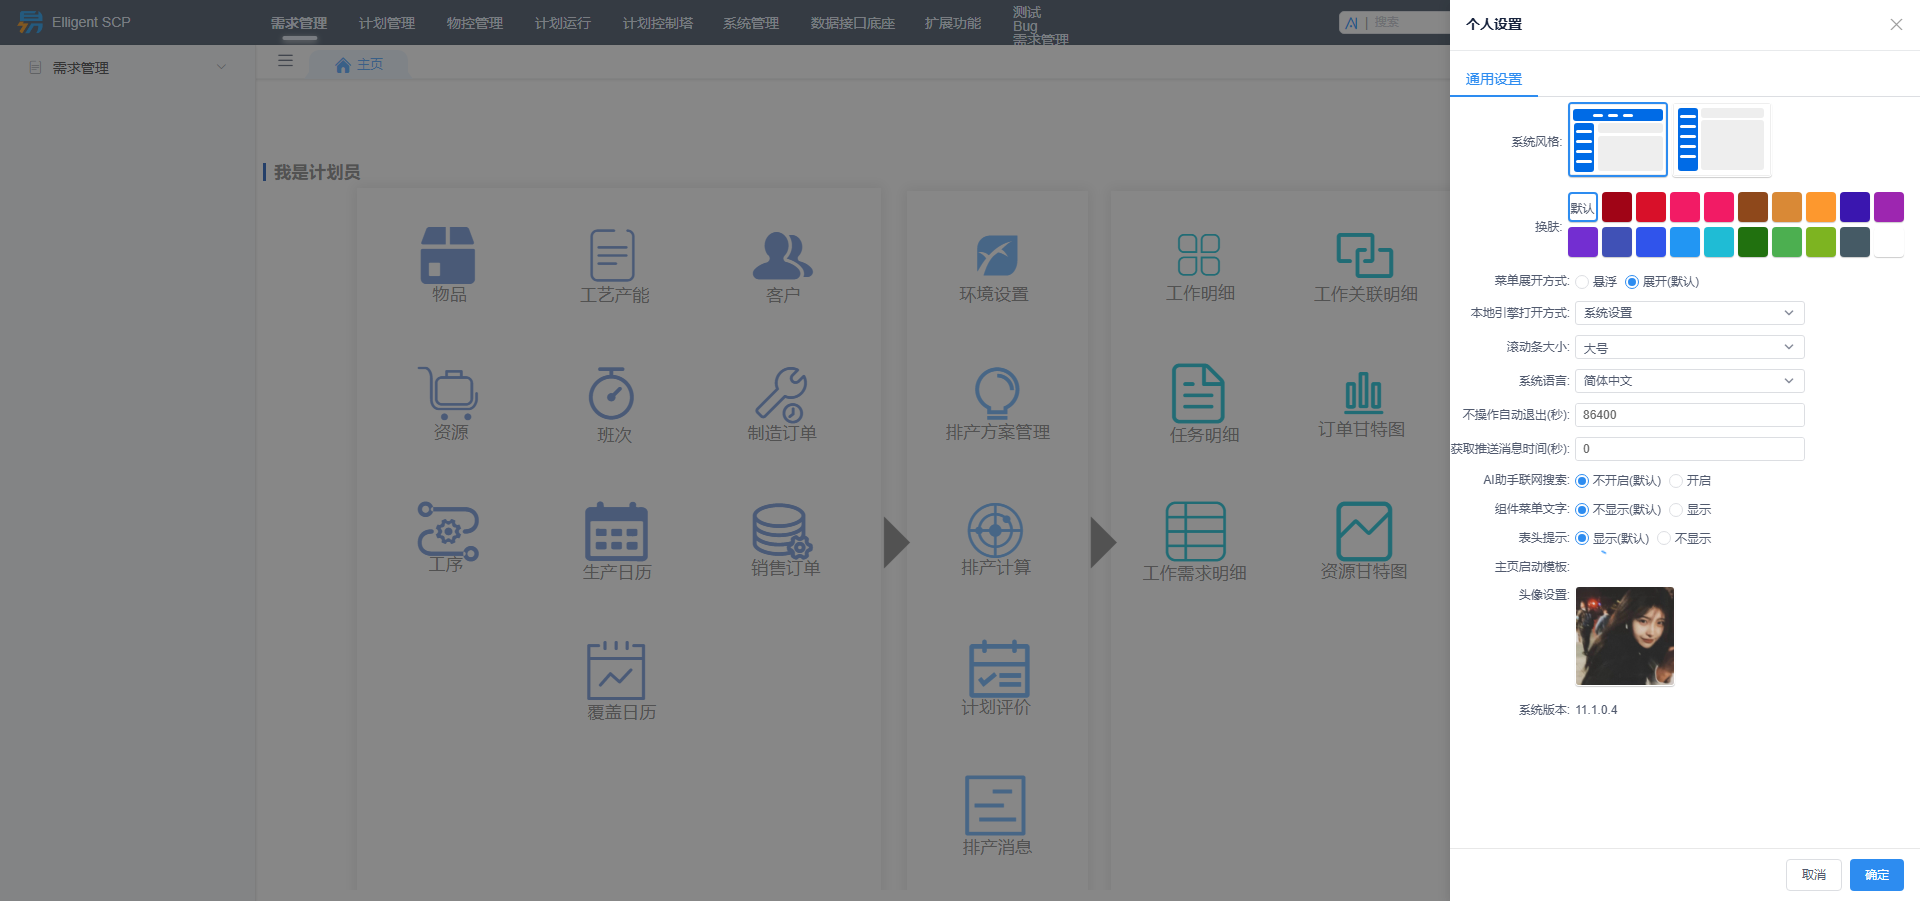 Elligent SCP
需求管理
计划管理
物控管理
计划运行
计划控制塔
系统管理
数据接口底座
扩展功能
测试
Bug
需求管理
AI | 搜索
需求管理
主页
我是计划员
物品
工艺产能
客户
环境设置
工作明细
工作关联明细
资源
班次
制造订单
排产方案管理
任务明细
订单甘特图
工序
生产日历
销售订单
排产计算
工作需求明细
资源甘特图
覆盖日历
计划评价
排产消息
个人设置
通用设置
系统风格:
换肤:
默认
菜单展开方式: 悬浮 展开(默认)
本地引擎打开方式: 系统设置
滚动条大小: 大号
系统语言: 简体中文
不操作自动退出(秒): 86400
获取推送消息时间(秒): 0
AI助手联网搜索: 不开启(默认) 开启
组件菜单文字: 不显示(默认) 显示
表头提示: 显示(默认) 不显示
主页启动模板:
头像设置:
系统版本: 11.1.0.4
取消
确定